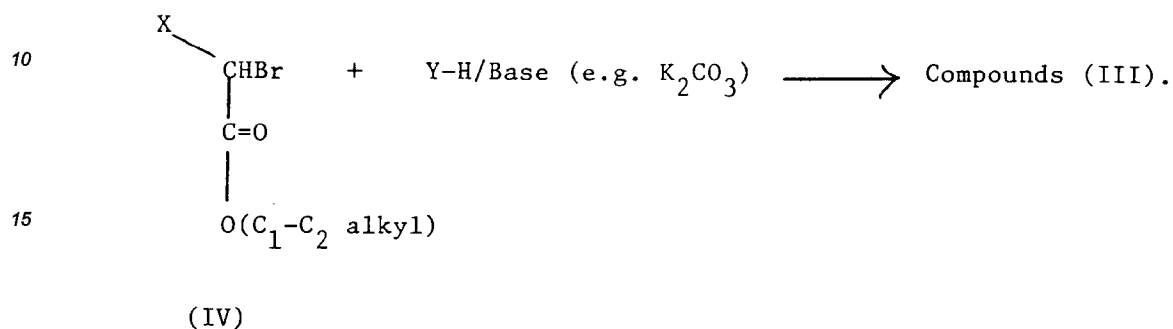 X
10 CHBr + Y-H/Base (e.g. K₂CO₃) ⟶ Compounds (III).
C=O
15 O(C₁-C₂ alkyl)
(IV)